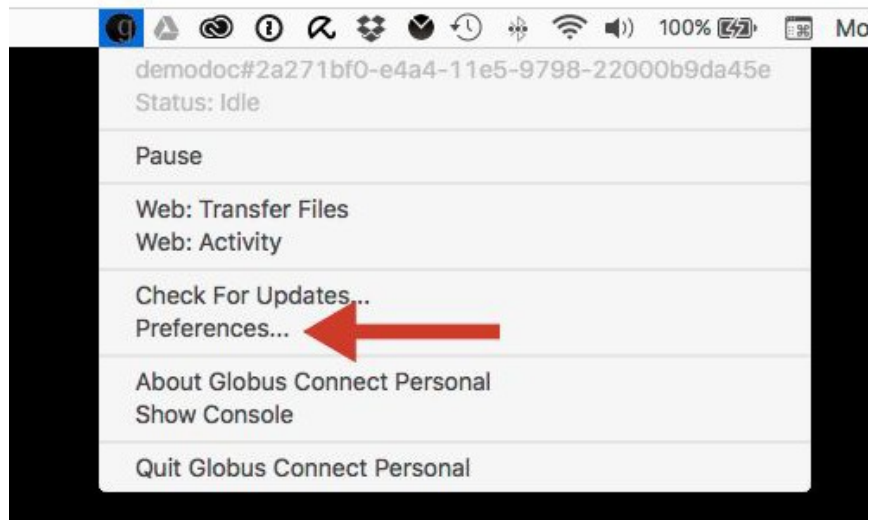 100%
Mo
demodoc#2a271bf0-e4a4-11e5-9798-22000b9da45e
Status: Idle
Pause
Web: Transfer Files
Web: Activity
Check For Updates...
Preferences...
About Globus Connect Personal
Show Console
Quit Globus Connect Personal